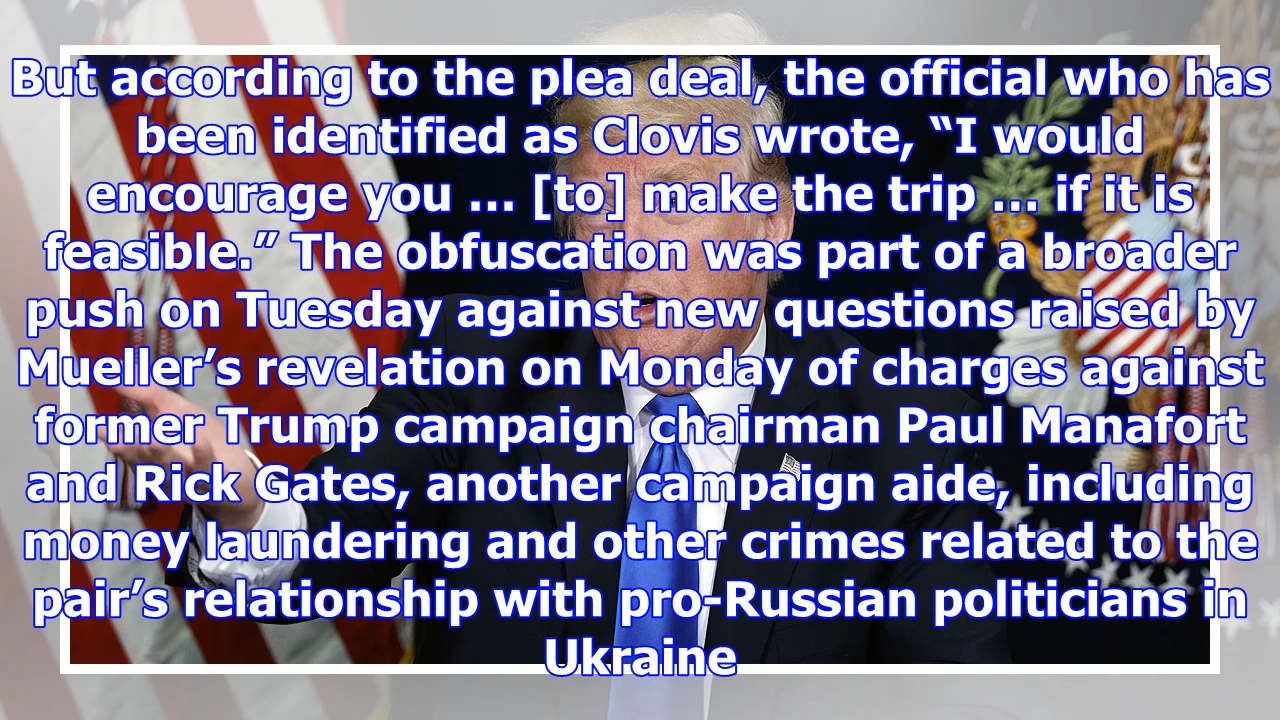 But according to the plea deal, the official who has
been identified as Clovis wrote, “I would
encourage you ... [to] make the trip ... if it is
feasible.” The obfuscation was part of a broader
push on Tuesday against new questions raised by
Mueller’s revelation on Monday of charges against
former Trump campaign chairman Paul Manafort
and Rick Gates, another campaign aide, including
money laundering and other crimes related to the
pair’s relationship with pro-Russian politicians in
Ukraine